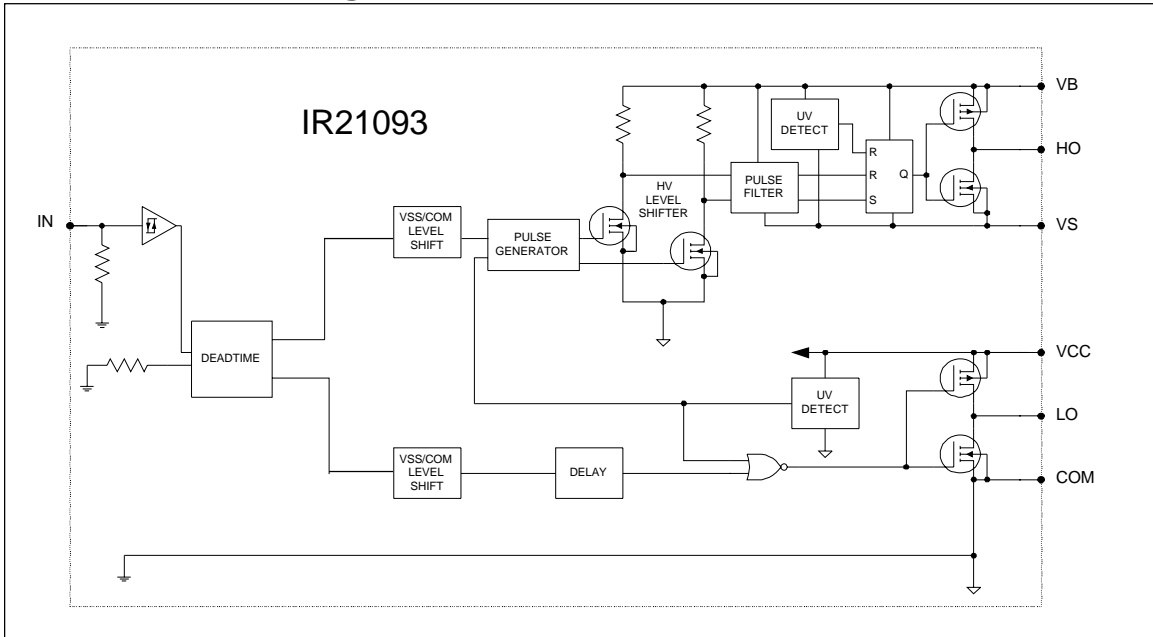 IR21093
VB
UV
DETECT
HO
R
R
Q
S
PULSE
FILTER
HV
LEVEL
SHIFTER
IN
VSS/COM
LEVEL
SHIFT
PULSE
GENERATOR
VS
DEADTIME
VCC
UV
DETECT
LO
VSS/COM
LEVEL
SHIFT
DELAY
COM